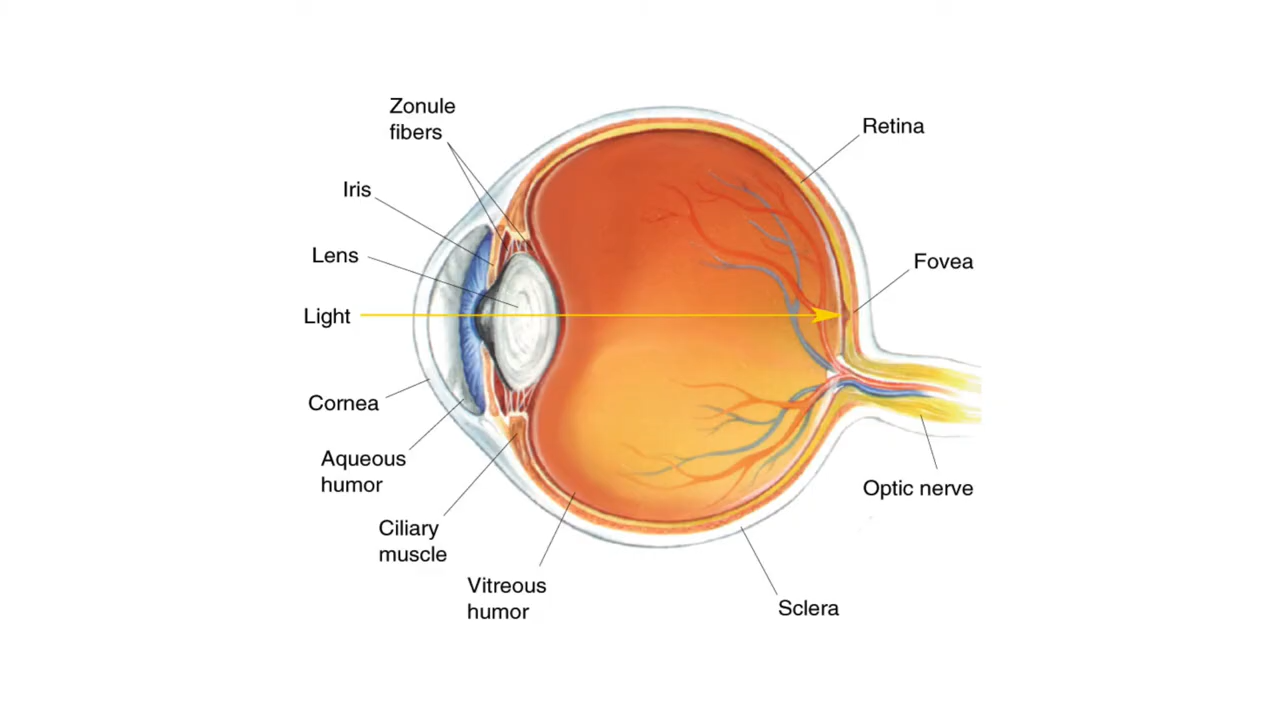 Zonule
fibers
Retina
Iris
Lens
Fovea
Light
Cornea
Aqueous
humor
Optic nerve
Ciliary
muscle
Vitreous
humor
Sclera